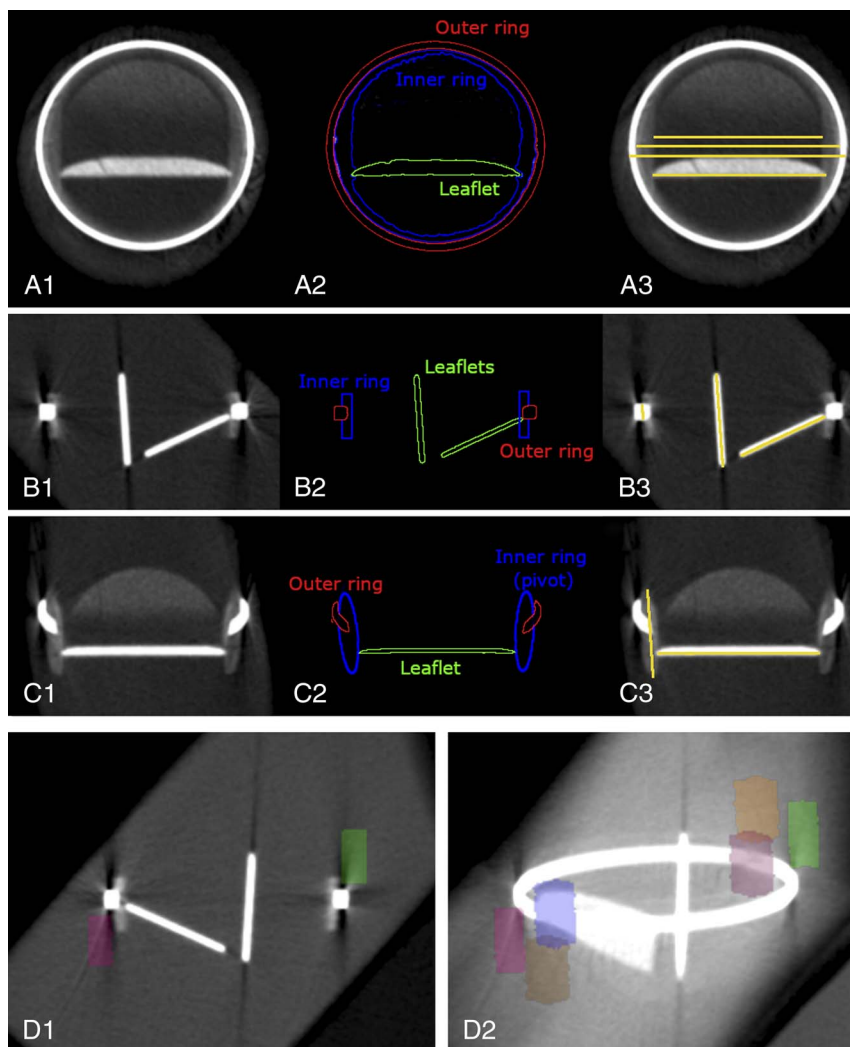 Outer ring
Inner ring
Leaflet
A1
A2
A3
Leaflets
Inner ring
Outer ring
B1
B2
B3
Inner ring
(pivot)
Outer ring
Leaflet
C1
C2
C3
D1
D2